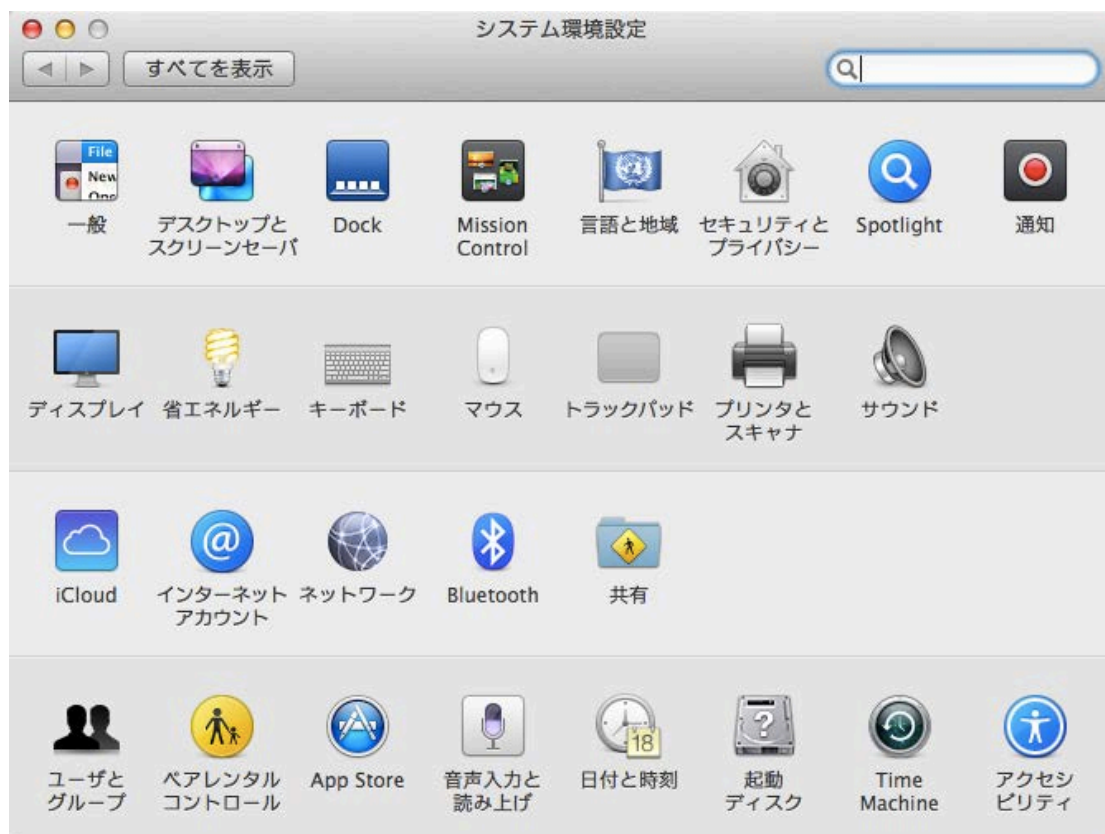 システム環境設定
すべてを表示
File
New
一般
デスクトップと
スクリーンセーバ
Dock
Mission
Control
言語と地域
セキュリティと
プライバシー
Spotlight
通知
ディスプレイ
省エネルギー
キーボード
マウス
トラックパッド
プリンタと
スキャナ
サウンド
iCloud
@
インターネット
アカウント
ネットワーク
Bluetooth
共有
ユーザと
グループ
ペアレンタル
コントロール
App Store
音声入力と
読み上げ
18
日付と時刻
?
起動
ディスク
Time
Machine
アクセシ
ビリティ